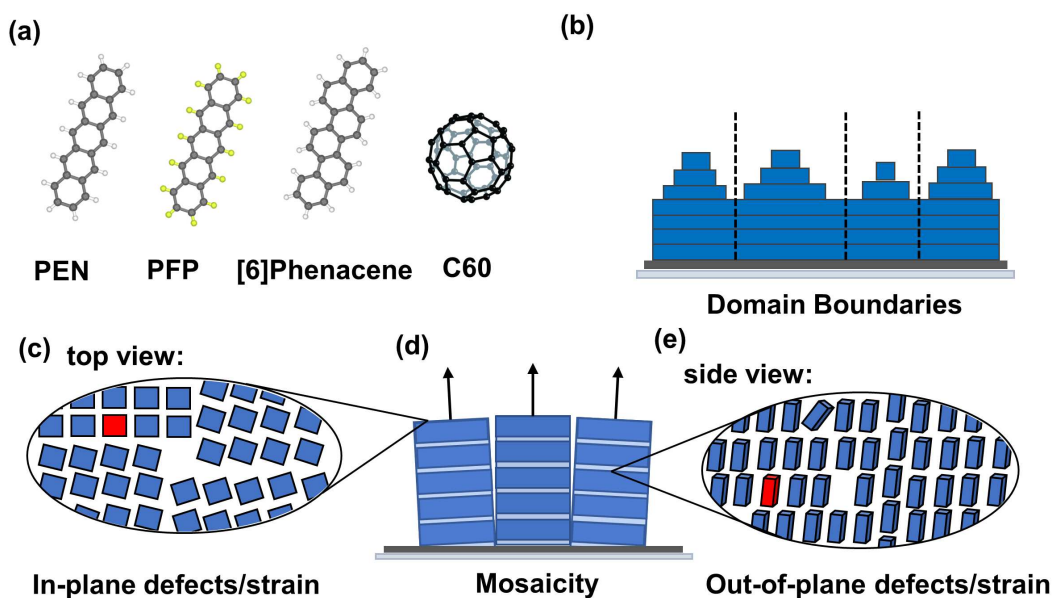 (a)
PEN
PFP
[6]Phenacene
C60
(b)
Domain Boundaries
(c)
top view:
In-plane defects/strain
(d)
Mosaicity
(e)
side view:
Out-of-plane defects/strain